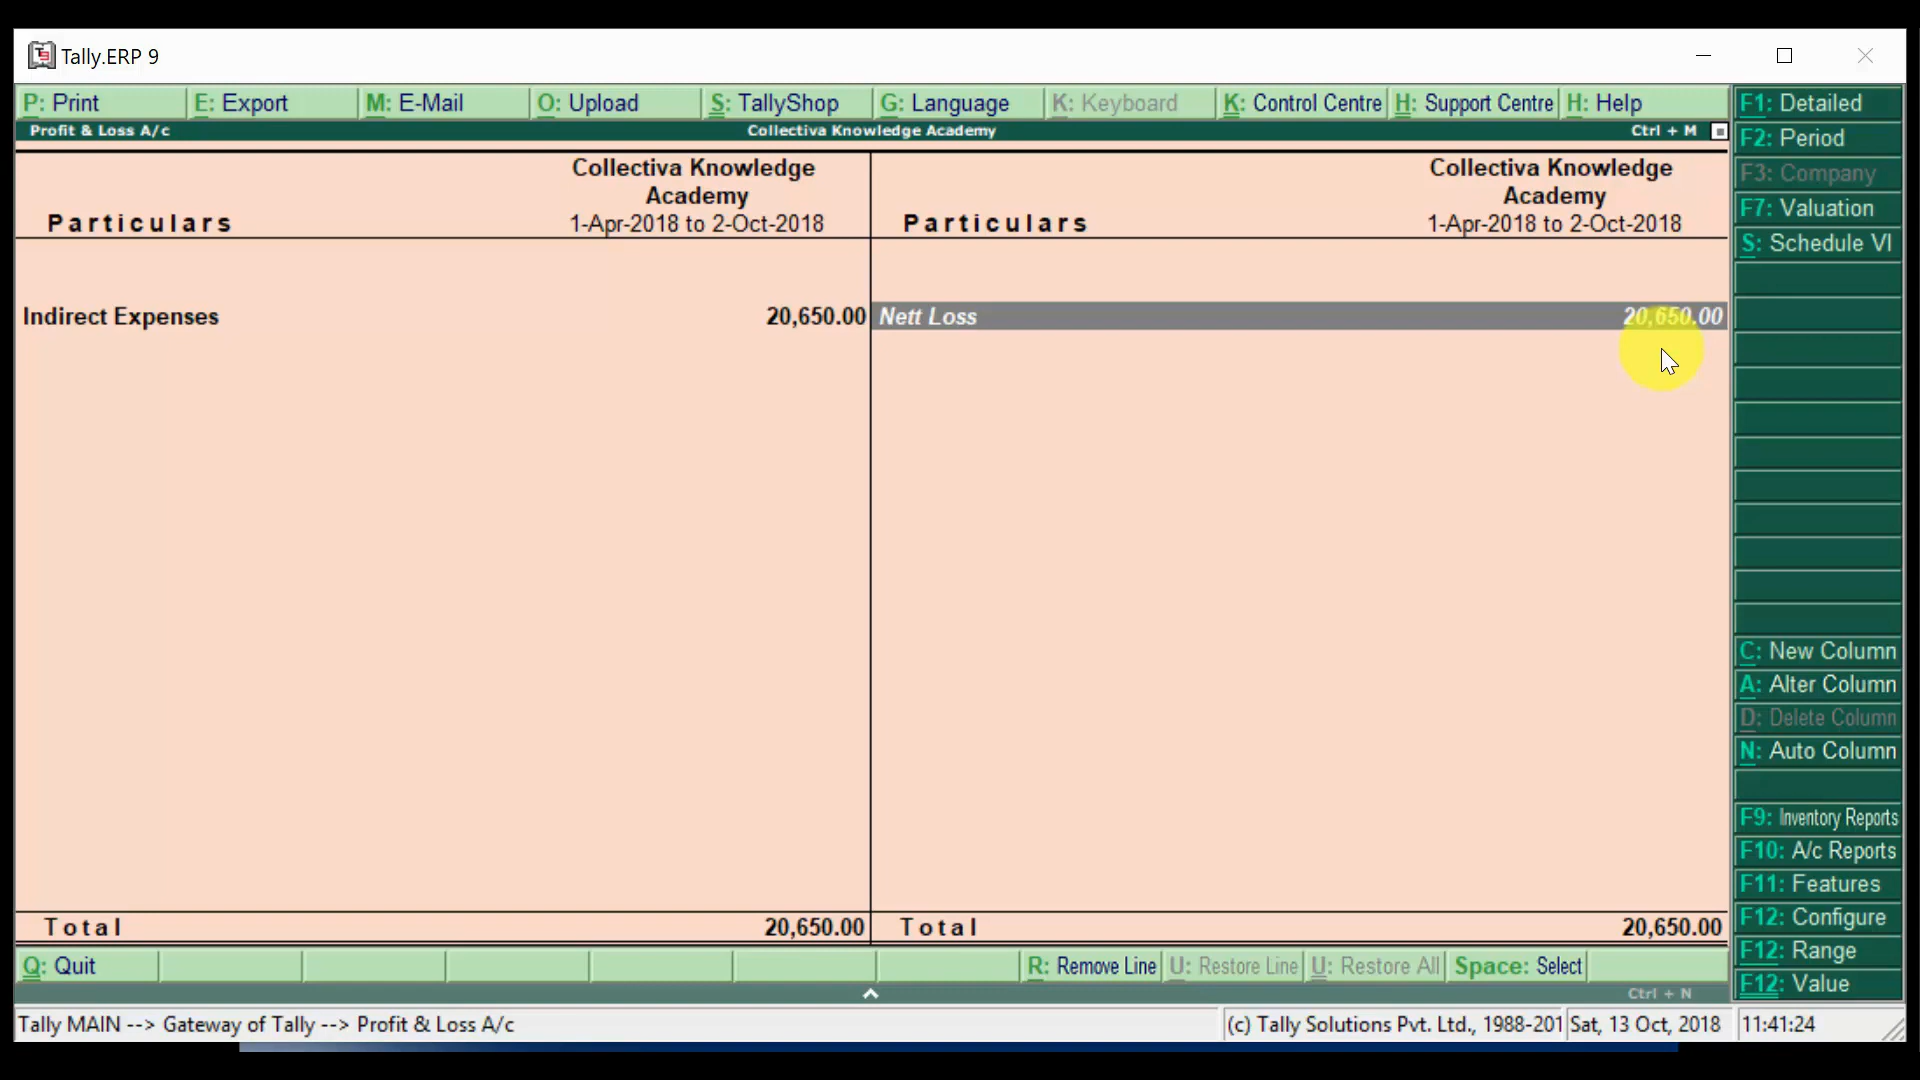 Tally.ERP 9
P: Print E: Export M: E-Mail O: Upload S: TallyShop G: Language K: Keyboard K: Control Centre H: Support Centre H: Help
Profit & Loss A/c Collectiva Knowledge Academy Ctrl + M
Particulars Collectiva Knowledge Academy 1-Apr-2018 to 2-Oct-2018
Particulars Collectiva Knowledge Academy 1-Apr-2018 to 2-Oct-2018
Indirect Expenses 20,650.00 Nett Loss 20,650.00
Total 20,650.00 Total 20,650.00
F1: Detailed
F2: Period
F3: Company
F7: Valuation
S: Schedule VI
C: New Column
A: Alter Column
D: Delete Column
N: Auto Column
F9: Inventory Reports
F10: A/c Reports
F11: Features
F12: Configure
F12: Range
F12: Value
Q: Quit R: Remove Line U: Restore Line U: Restore All Space: Select
Ctrl + N
Tally MAIN --> Gateway of Tally --> Profit & Loss A/c (c) Tally Solutions Pvt. Ltd., 1988-201 Sat, 13 Oct, 2018 11:41:24